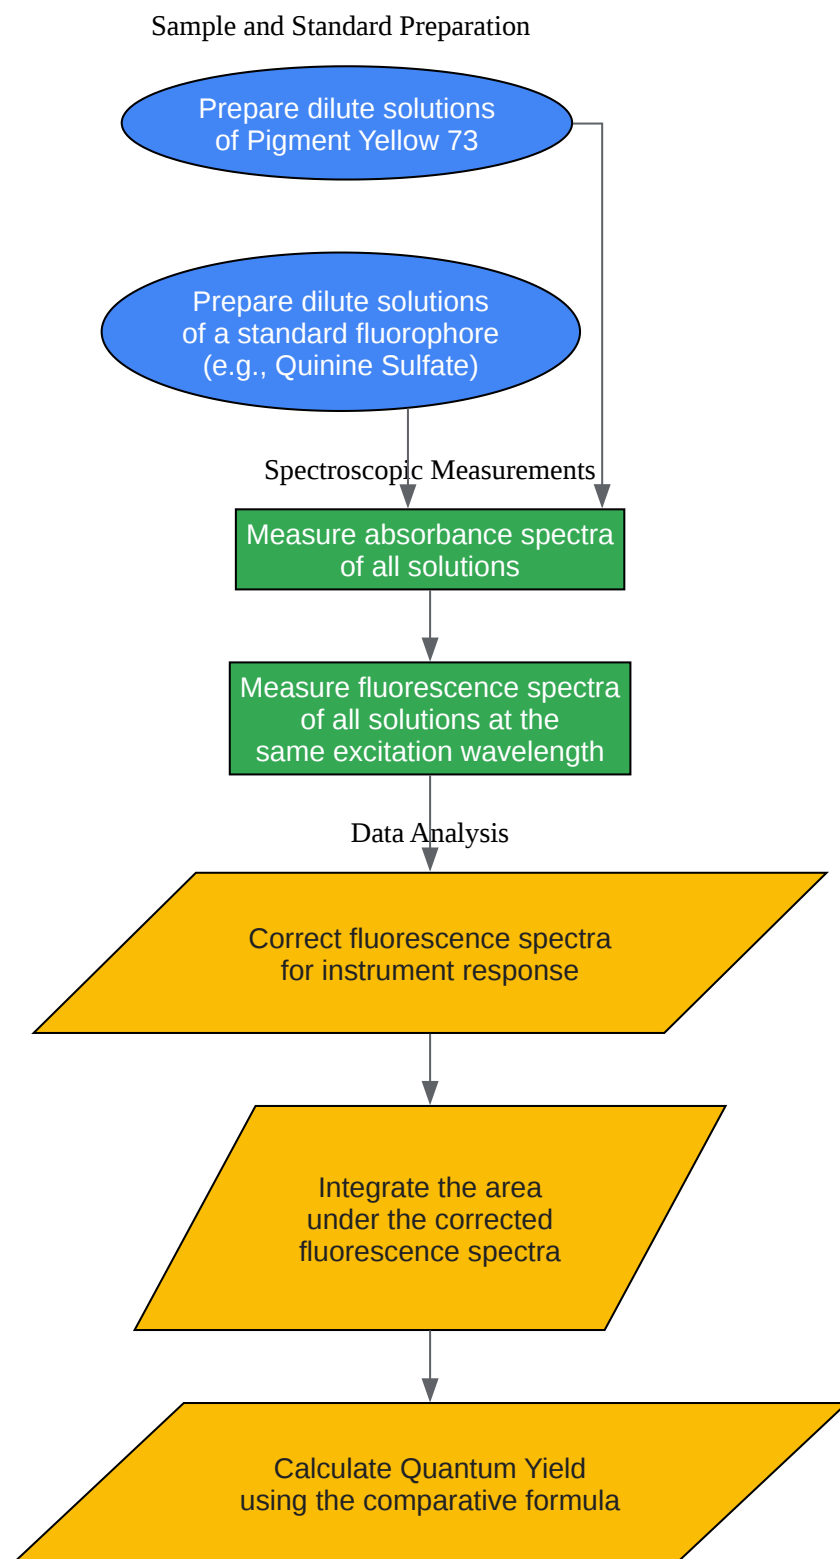 Sample and Standard Preparation
Prepare dilute solutions
of Pigment Yellow 73
Prepare dilute solutions
of a standard fluorophore
(e.g., Quinine Sulfate)
Spectroscopic Measurements
Measure absorbance spectra
of all solutions
Measure fluorescence spectra
of all solutions at the
same excitation wavelength
Data Analysis
Correct fluorescence spectra
for instrument response
Integrate the area
under the corrected
fluorescence spectra
Calculate Quantum Yield
using the comparative formula